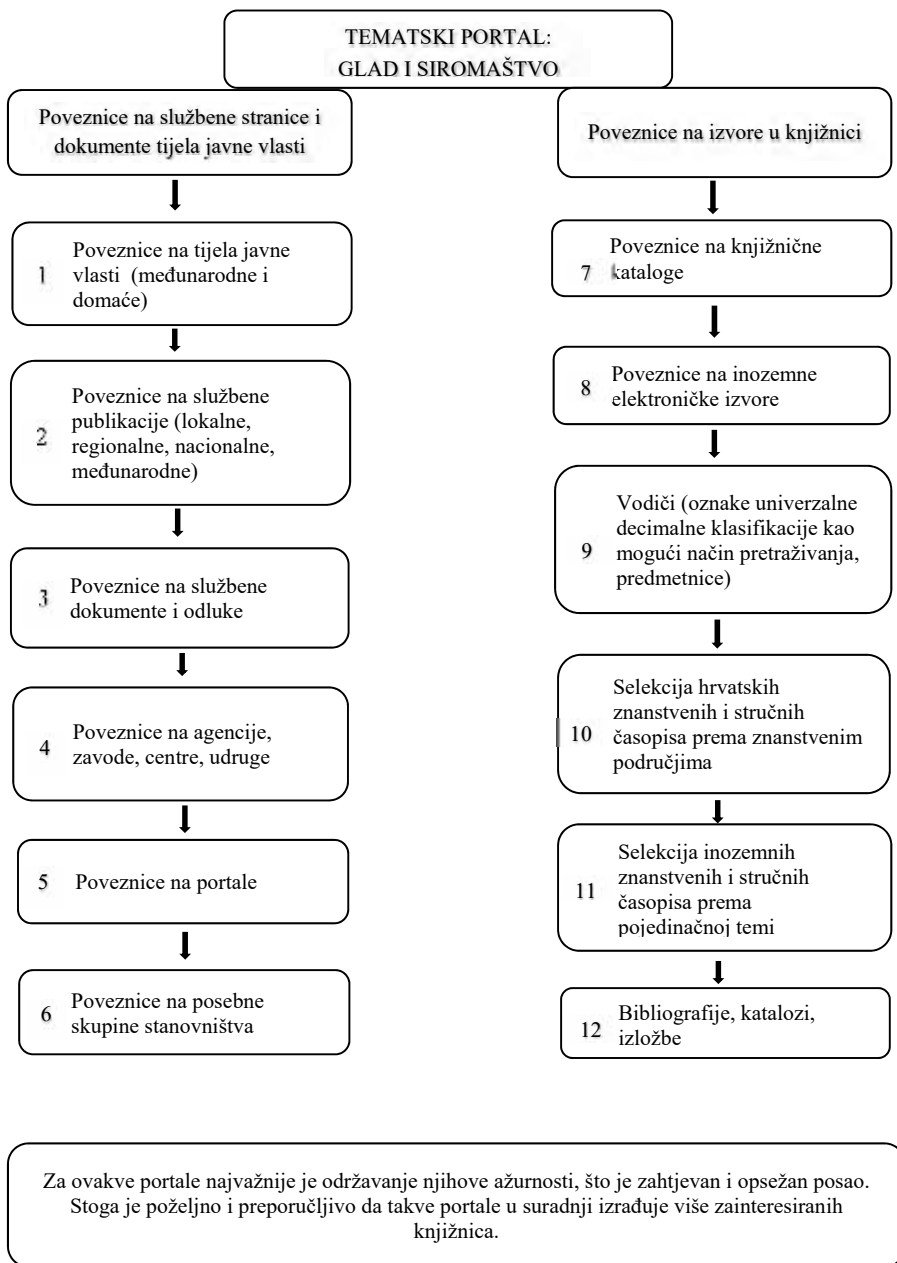 TEMATSKI PORTAL:
GLAD I SIROMAŠTVO
Poveznice na službene stranice i
dokumente tijela javne vlasti
1
Poveznice na tijela javne
vlasti (međunarodne i
domaće)
2
Poveznice na službene
publikacije (lokalne,
regionalne, nacionalne,
međunarodne)
3
Poveznice na službene
dokumente i odluke
4
Poveznice na agencije,
zavode, centre, udruge
5
Poveznice na portale
6
Poveznice na posebne
skupine stanovništva
Poveznice na izvore u knjižnici
7
Poveznice na knjižnične
kataloge
8
Poveznice na inozemne
elektroničke izvore
9
Vodiči (oznake univerzalne
decimalne klasifikacije kao
mogući način pretraživanja,
predmetnice)
10
Selekcija hrvatskih
znanstvenih i stručnih
časopisa prema znanstvenim
područjima
11
Selekcija inozemnih
znanstvenih i stručnih
časopisa prema
pojedinačnoj temi
12
Bibliografije, katalozi,
izložbe
Za ovakve portale najvažnije je održavanje njihove ažurnosti, što je zahtjevan i opsežan posao.
Stoga je poželjno i preporučljivo da takve portale u suradnji izrađuje više zainteresiranih
knjižnica.